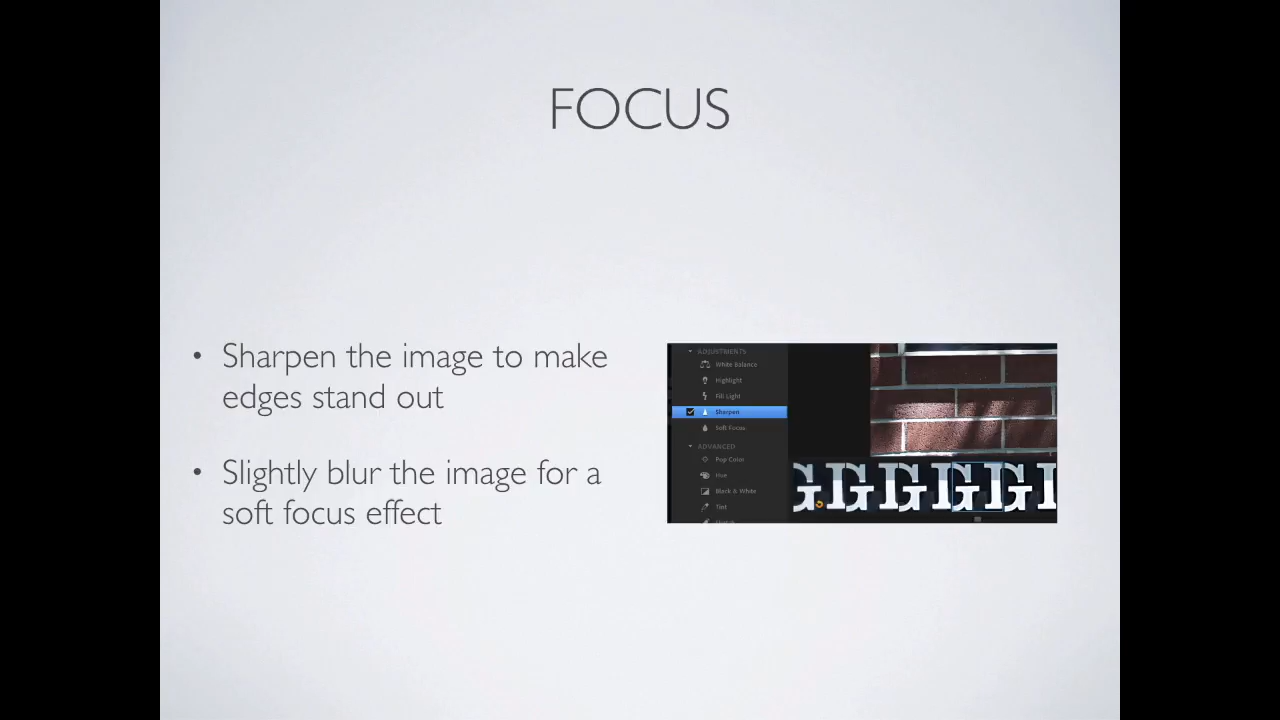 FOCUS
• Sharpen the image to make
edges stand out
• Slightly blur the image for a
soft focus effect
ADJUSTMENTS
White Balance
Highlight
Fill Light
Sharpen
Soft Focus
ADVANCED
Pop Color
Hue
Black & White
Tint
G G G G G